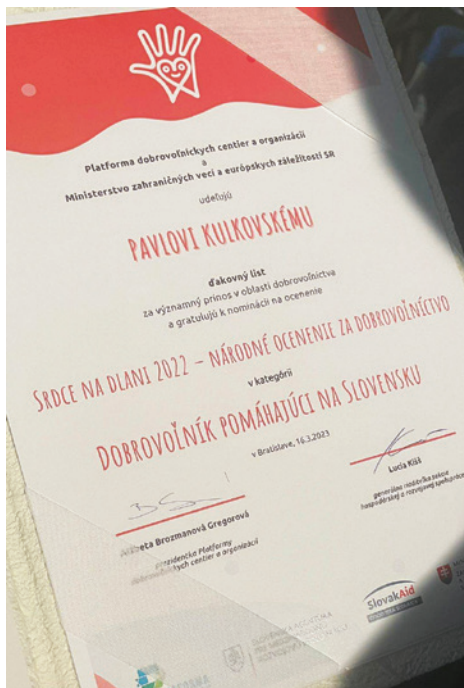 Platforma dobrovoľníckych centier a organizácií
a
Ministerstvo zahraničných vecí a európskych záležitostí SR
udeľujú
PAVLOVI KULKOVSKÉMU
ďakovný list
za významný prínos v oblasti dobrovoľníctva
a gratulujú k nominácii na ocenenie
SRDCE NA DLANI 2022 – NÁRODNÉ OCENENIE ZA DOBROVOĽNÍCTVO
v kategórii
DOBROVOĽNÍK POMÁHAJÚCI NA SLOVENSKU
v Bratislave, 16.3.2023
Brozmanová Gregorová
Prezidentka Platformy
dobrovoľníckych centier a organizácií
Lucia Kišš
generálna riaditeľka sekcie
hospodárskej a rozvojovej spolupráce
SlovakAid